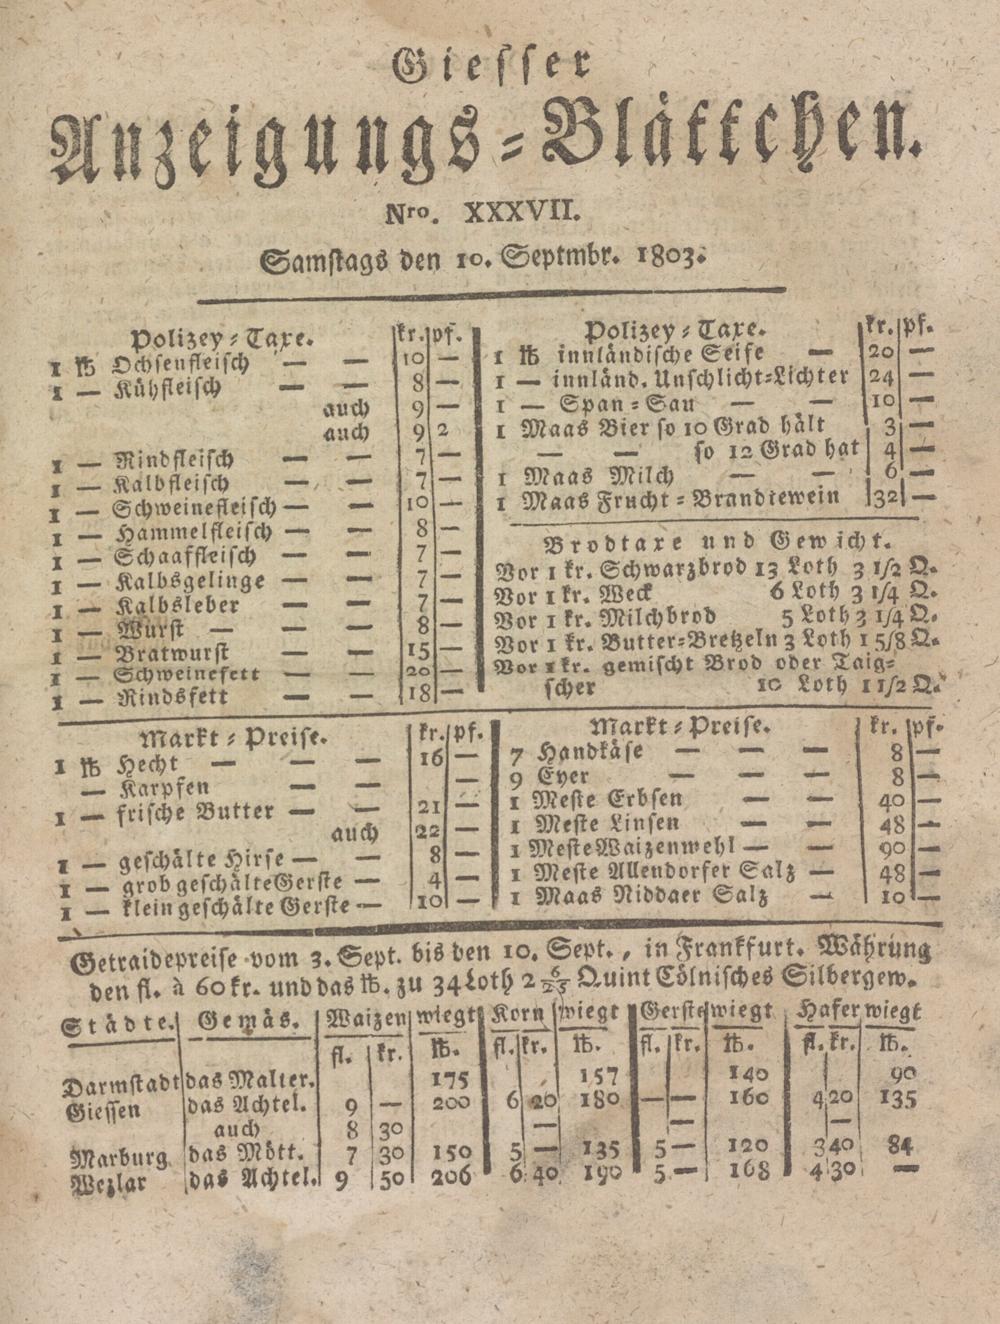 Giesser
Anzeigungs-Blättchen.
Nro. XXXVII.
Samstags den 10. Septmbr. 1803.
Polizey-Taxe. kr. pf.
1 ℔ Ochsenfleisch — — 10 —
1 — Kühfleisch — — 8 —
auch 9 —
auch 9 2
1 — Rindfleisch — — 7 —
1 — Kalbfleisch — — 7 —
1 — Schweinefleisch — — 10 —
1 — Hammelfleisch — — 8 —
1 — Schaaffleisch — — 7 —
1 — Kalbsgelinge — — 7 —
1 — Kalbsleber — — 7 —
1 — Wurst — — — 8 —
1 — Bratwurst — — 15 —
1 — Schweinefett — — 20 —
1 — Rindsfett — — 18 —
Polizey-Taxe. kr. pf.
1 ℔ innländische Seife — 20 —
1 — innländ. Unschlicht-Lichter 24 —
1 — Span-Sau — — 10 —
1 Maas Bier so 10 Grad hält 3 —
— — so 12 Grad hat 4 —
1 Maas Milch — — 6 —
1 Maas Frucht-Brandtewein 32 —
Brodtaxe und Gewicht.
Vor 1 kr. Schwarzbrod 13 Loth 3 1/2 Q.
Vor 1 kr. Weck 6 Loth 3 1/4 Q.
Vor 1 kr. Milchbrod 5 Loth 3 1/4 Q.
Vor 1 kr. Butter-Bretzeln 3 Loth 1 5/8 Q.
Vor 1 kr. gemischt Brod oder Taig-
scher 10 Loth 1 1/2 Q.
Markt-Preise. kr. pf.
1 ℔ Hecht — — — 16 —
— Karpfen — — —
1 — frische Butter — — 21 —
auch 22 —
1 — geschälte Hirse — — 8 —
1 — grob geschälte Gerste — 4 —
1 — klein geschälte Gerste — 10 —
Markt-Preise. kr. pf.
7 Handkäse — — — 8 —
9 Eyer — — — 8 —
1 Meste Erbsen — — 40 —
1 Meste Linsen — — 48 —
1 Meste Waizenmehl — — 90 —
1 Meste Allendorfer Salz — 48 —
1 Maas Niddaer Salz — 10 —
Getraidepreise vom 3. Sept. bis den 10. Sept., in Frankfurt. Währung
den fl. à 60 kr. und das ℔. zu 34 Loth 2 6/25 Quint Cölnisches Silbergew.
Städte. Gemäs. Waizen wiegt Korn wiegt Gerste wiegt Hafer wiegt
fl. kr. ℔. fl. kr. ℔. fl. kr. ℔. fl. kr. ℔.
Darmstadt das Malter. 175 157 140 90
Giessen das Achtel. 9 — 200 6 20 180 — — 160 4 20 135
auch 8 30 — — —
Marburg das Mött. 7 30 150 5 — 135 5 — 120 3 40 84
Wezlar das Achtel. 9 50 206 6 40 190 5 — 168 4 30 —